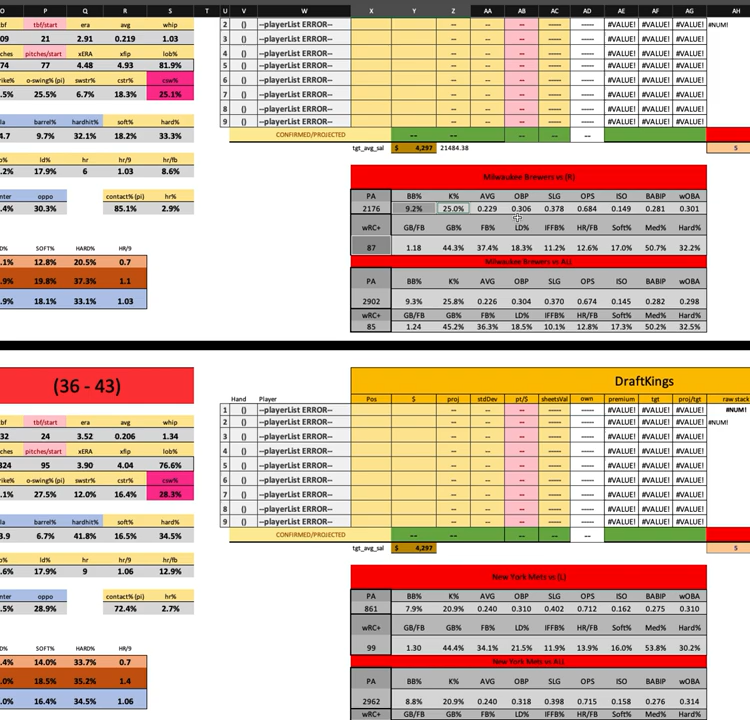 O P Q R S T U V W X Y Z AA AB AC AD AE AF AG AH
tbf/start era avg whip 2 () --playerList ERROR-- -- -- -- ----- ----- #VALUE! #VALUE! #VALUE! #NUM!
09 21 2.91 0.219 1.03 3 () --playerList ERROR-- -- -- -- ----- ----- #VALUE! #VALUE! #VALUE!
ches pitches/start xERA xfip lob% 4 () --playerList ERROR-- -- -- -- ----- ----- #VALUE! #VALUE! #VALUE!
74 77 4.48 4.93 81.9% 5 () --playerList ERROR-- -- -- -- ----- ----- #VALUE! #VALUE! #VALUE!
rike% o-swing% (pi) swstr% cstr% csw% 6 () --playerList ERROR-- -- -- -- ----- ----- #VALUE! #VALUE! #VALUE!
.5% 25.5% 6.7% 18.3% 25.1% 7 () --playerList ERROR-- -- -- -- ----- ----- #VALUE! #VALUE! #VALUE!
8 () --playerList ERROR-- -- -- -- ----- ----- #VALUE! #VALUE! #VALUE!
la barrel% hardhit% soft% hard% 9 () --playerList ERROR-- -- -- -- ----- ----- #VALUE! #VALUE! #VALUE!
4.7 9.7% 32.1% 18.2% 33.3% CONFIRMED/PROJECTED -- -- -- -- --
tgt_avg_sal $ 4,297 21484.38 5
b% ld% hr hr/9 hr/fb
.2% 17.9% 6 1.03 8.6%
Milwaukee Brewers vs (R)
nter oppo contact% (pi) hr% PA BB% K% AVG OBP SLG OPS ISO BABIP wOBA
.4% 30.3% 85.1% 2.9% 2176 9.2% 25.0% 0.229 0.306 0.378 0.684 0.149 0.281 0.301
wRC+ GB/FB GB% FB% LD% IFFB% HR/FB Soft% Med% Hard%
D% SOFT% HARD% HR/9 87 1.18 44.3% 37.4% 18.3% 11.2% 12.6% 17.0% 50.7% 32.2%
.1% 12.8% 20.5% 0.7 Milwaukee Brewers ALL
.9% 19.8% 37.3% 1.1 PA BB% K% AVG OBP SLG OPS ISO BABIP wOBA
.9% 18.1% 33.1% 1.03 2902 9.3% 25.8% 0.226 0.304 0.370 0.674 0.145 0.282 0.298
wRC+ GB/FB GB% FB% LD% IFFB% HR/FB Soft% Med% Hard%
85 1.24 45.2% 36.3% 18.5% 10.1% 12.8% 17.3% 50.2% 32.5%
(36 - 43) DraftKings
Hand Player Pos $ proj stdDev pt/$ sheetsVal own premium tgt proj/tgt raw stack
bf tbf/start era avg whip 1 () --playerList ERROR-- -- -- -- ----- ----- #VALUE! #VALUE! #VALUE! #NUM!
32 24 3.52 0.206 1.34 2 () --playerList ERROR-- -- -- -- ----- ----- #VALUE! #VALUE! #VALUE! #NUM!
ches pitches/start xERA xfip lob% 3 () --playerList ERROR-- -- -- -- ----- ----- #VALUE! #VALUE! #VALUE!
324 95 3.90 4.04 76.6% 4 () --playerList ERROR-- -- -- -- ----- ----- #VALUE! #VALUE! #VALUE!
rike% o-swing% (pi) swstr% cstr% csw% 5 () --playerList ERROR-- -- -- -- ----- ----- #VALUE! #VALUE! #VALUE!
.1% 27.5% 12.0% 16.4% 28.3% 6 () --playerList ERROR-- -- -- -- ----- ----- #VALUE! #VALUE! #VALUE!
7 () --playerList ERROR-- -- -- -- ----- ----- #VALUE! #VALUE! #VALUE!
la barrel% hardhit% soft% hard% 8 () --playerList ERROR-- -- -- -- ----- ----- #VALUE! #VALUE! #VALUE!
3.9 6.7% 41.8% 16.5% 34.5% 9 () --playerList ERROR-- -- -- -- ----- ----- #VALUE! #VALUE! #VALUE!
CONFIRMED/PROJECTED -- -- -- -- --
b% ld% hr hr/9 hr/fb tgt_avg_sal $ 4,297 5
.6% 17.9% 9 1.06 12.9%
New York Mets vs (L)
nter oppo contact% (pi) hr% PA BB% K% AVG OBP SLG OPS ISO BABIP wOBA
.5% 28.9% 72.4% 2.7% 861 7.9% 20.9% 0.240 0.310 0.402 0.712 0.162 0.275 0.310
wRC+ GB/FB GB% FB% LD% IFFB% HR/FB Soft% Med% Hard%
D% SOFT% HARD% HR/9 99 1.30 44.4% 34.1% 21.5% 11.9% 13.9% 16.0% 53.8% 30.2%
.4% 14.0% 33.7% 0.7 New York Mets ALL
.0% 18.5% 35.2% 1.4 PA BB% K% AVG OBP SLG OPS ISO BABIP wOBA
.0% 16.4% 34.5% 1.06 2962 8.8% 20.9% 0.240 0.318 0.398 0.715 0.158 0.276 0.314
wRC+ GB/FB GB% FB% LD% IFFB% HR/FB Soft% Med% Hard%